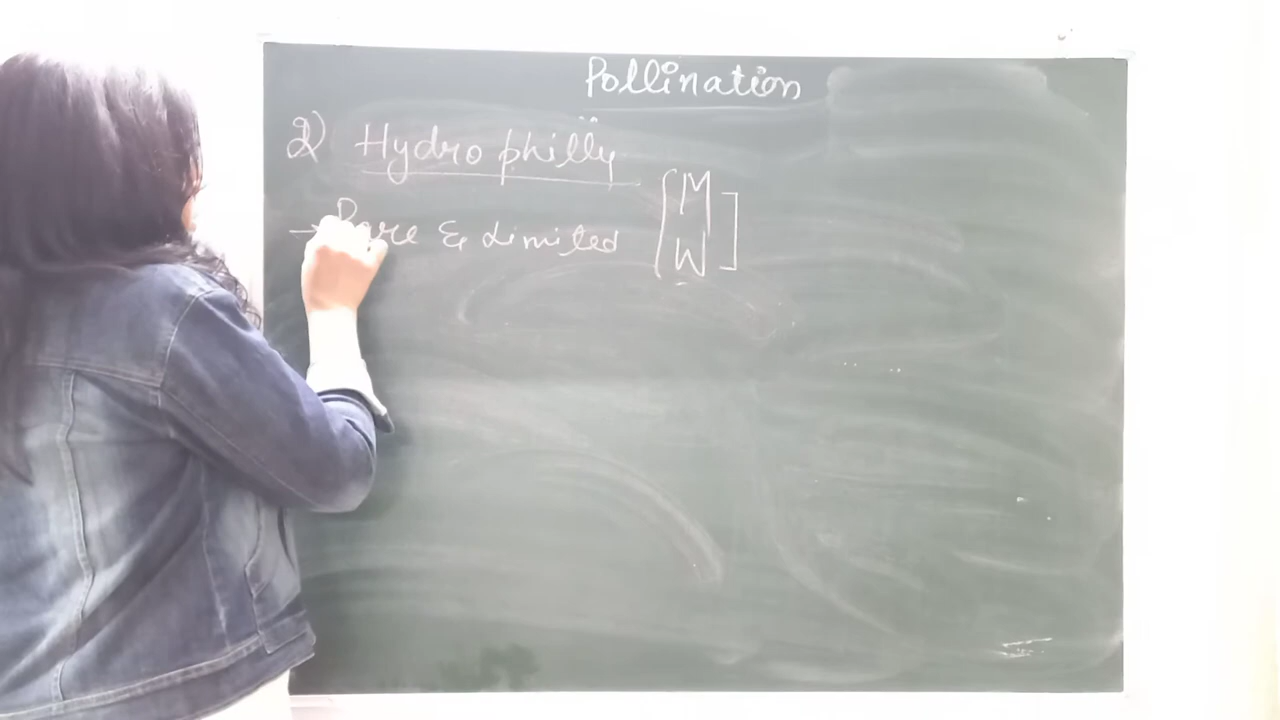 Pollination
2) Hydrophilly
→ Rare & Limited [M
W]